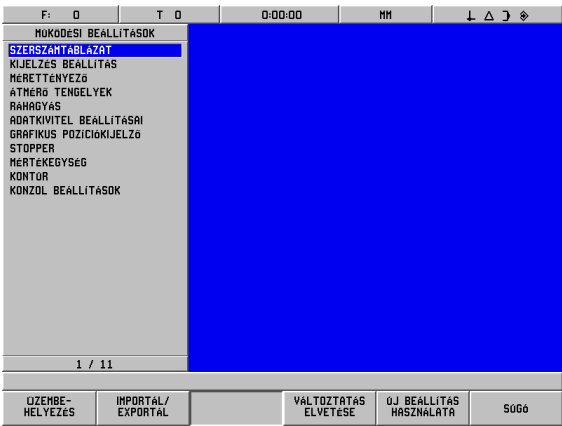 F: 0 T 0 0:00:00 MM
MŰKÖDÉSI BEÁLLÍTÁSOK
SZERSZÁMTÁBLÁZAT
KIJELZÉS BEÁLLÍTÁS
MÉRETTÉNYEZŐ
ÁTMÉRŐ TENGELYEK
RÁHAGYÁS
ADATKIVITEL BEÁLLÍTÁSAI
GRAFIKUS POZÍCIÓKIJELZŐ
STOPPER
MÉRTÉKEGYSÉG
KONTÚR
KONZOL BEÁLLÍTÁSOK
1 / 11
ÜZEMBE-
HELYEZÉS
IMPORTÁL/
EXPORTÁL
VÁLTOZTATÁS
ELVETÉSE
ÚJ BEÁLLÍTÁS
HASZNÁLATA
SÚGÓ